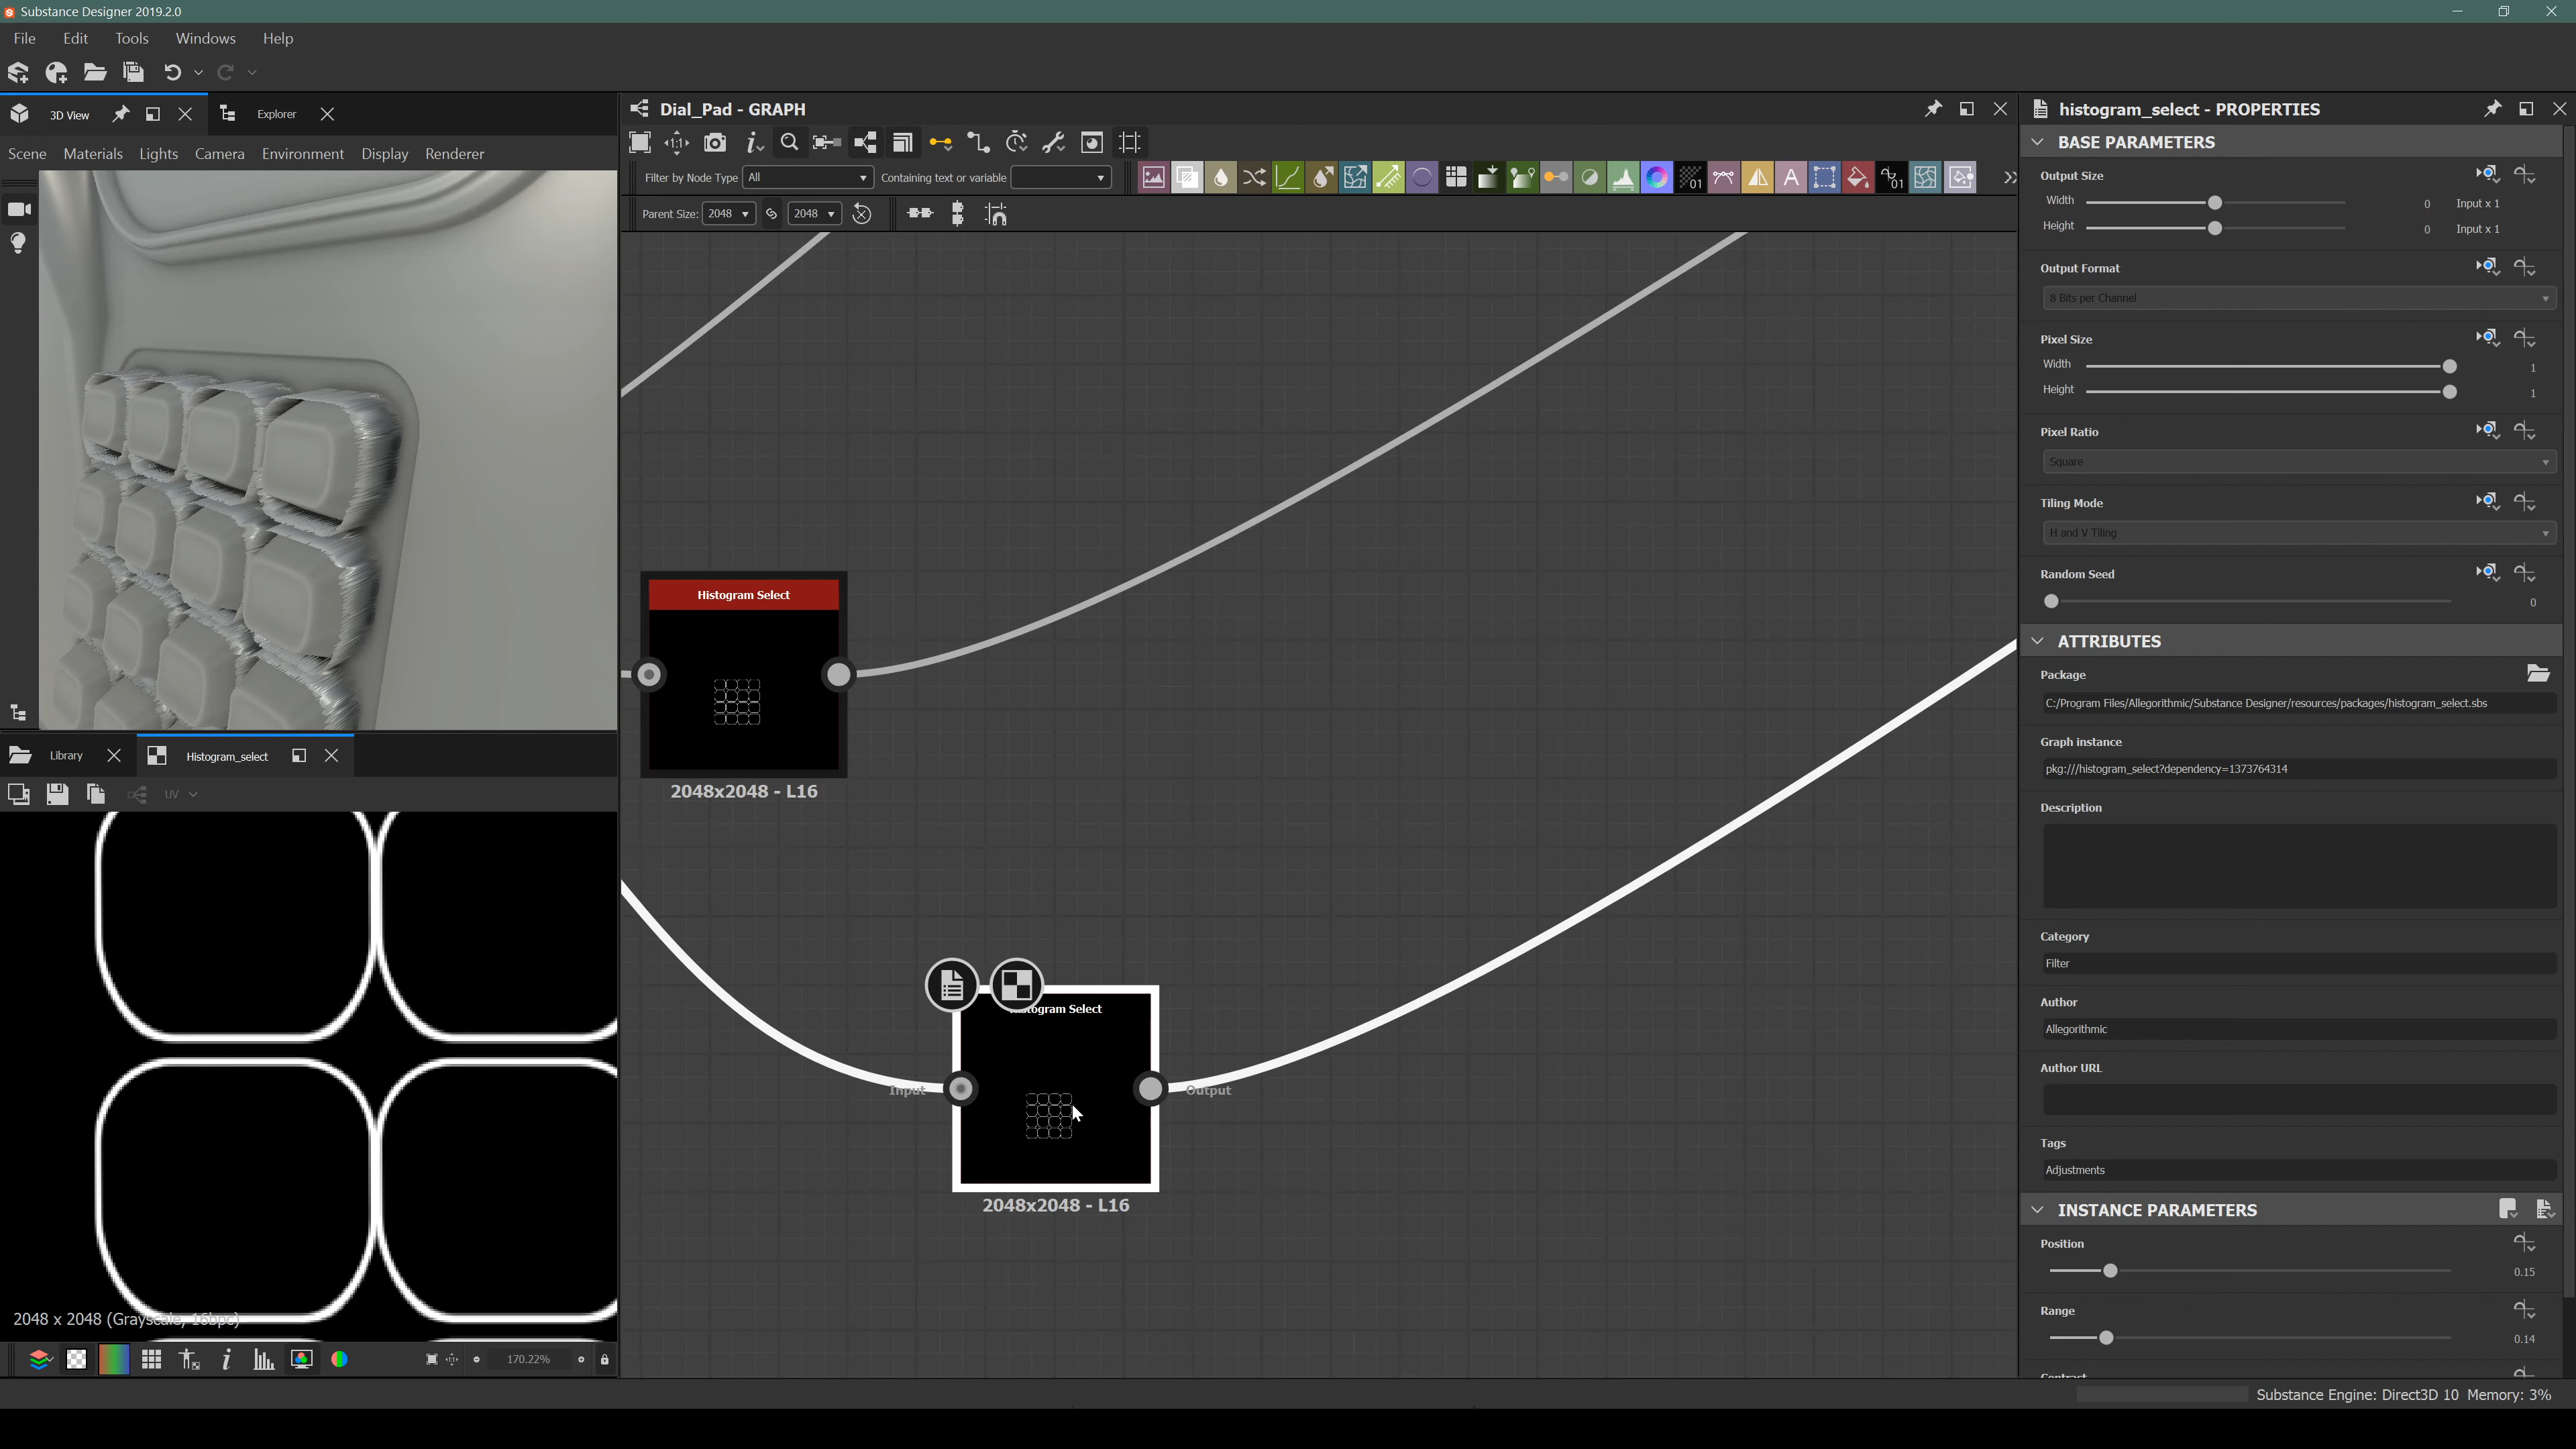 Substance Designer 2019.2.0
File Edit Tools Windows Help
3D View
Explorer
Scene Materials Lights Camera Environment Display Renderer
Dial_Pad - GRAPH
1:1
Filter by Node Type All Containing text or variable
01
01
Parent Size: 2048 2048
Histogram Select
2048x2048 - L16
Library
Histogram_select
UV
2048 x 2048 (Grayscale, 16bpc)
170.22%
Input
Output
2048x2048 - L16
histogram_select - PROPERTIES
BASE PARAMETERS
Output Size
Width 0 Input x 1
Height 0 Input x 1
Output Format
8 Bits per Channel
Pixel Size
Width 1
Height 1
Pixel Ratio
Square
Tiling Mode
H and V Tiling
Random Seed
0
ATTRIBUTES
Package
C:/Program Files/Allegorithmic/Substance Designer/resources/packages/histogram_select.sbs
Graph instance
pkg:///histogram_select?dependency=1373764314
Description
Category
Filter
Author
Allegorithmic
Author URL
Tags
Adjustments
INSTANCE PARAMETERS
Position
0.15
Range
0.14
Substance Engine: Direct3D 10 Memory: 3%